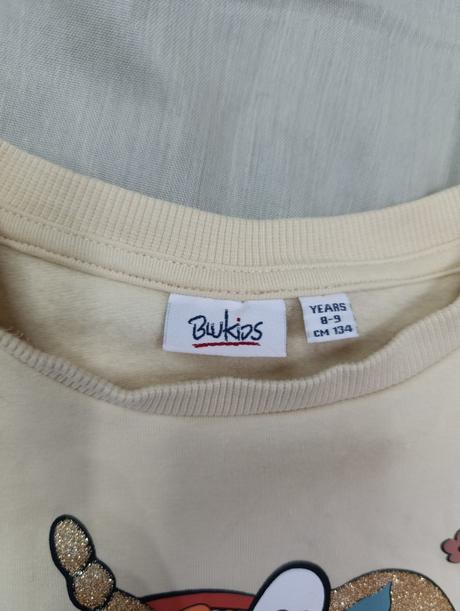 BLUKIDS
YEARS
8-9
CM 134